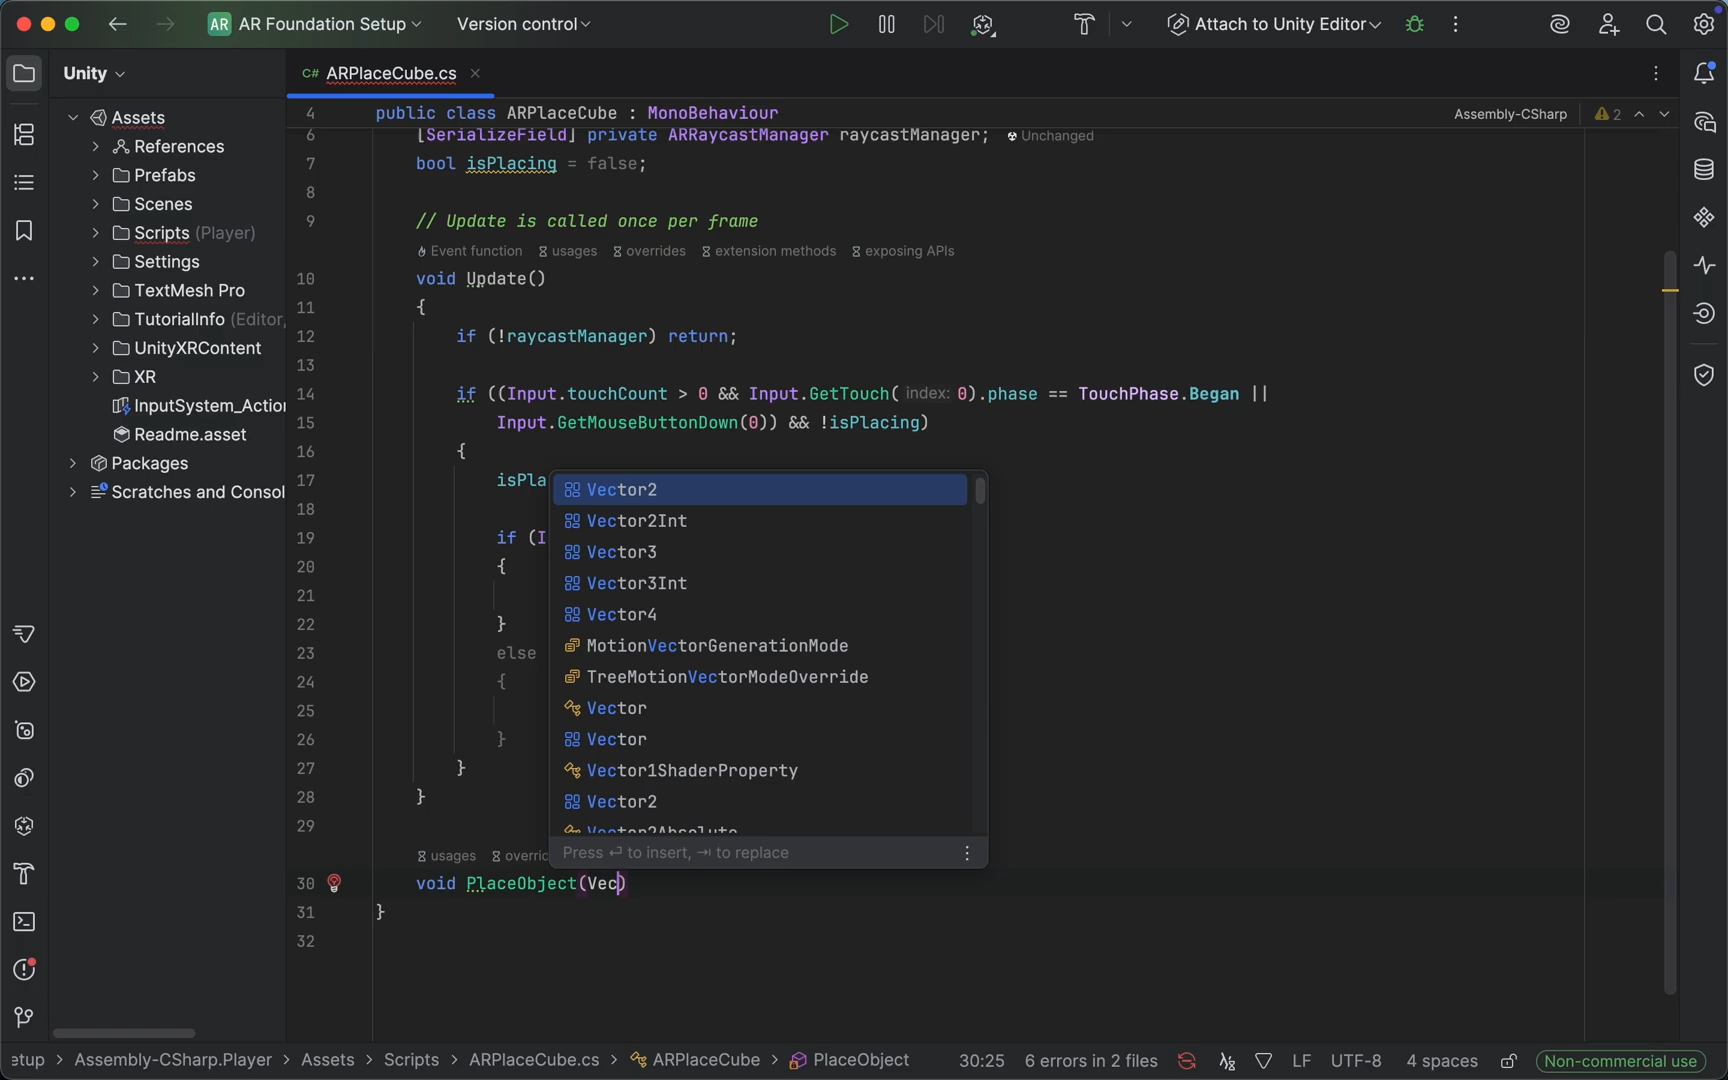 AR AR Foundation Setup Version control Attach to Unity Editor
Unity
C# ARPlaceCube.cs
Assets
References
Prefabs
Scenes
Scripts (Player)
Settings
TextMesh Pro
TutorialInfo (Editor,
UnityXRContent
XR
InputSystem_Action
Readme.asset
Packages
Scratches and Consol
4 public class ARPlaceCube : MonoBehaviour Assembly-CSharp 2
6 [SerializeField] private ARRaycastManager raycastManager; Unchanged
7 bool isPlacing = false;
8
9 // Update is called once per frame
Event function usages overrides extension methods exposing APIs
10 void Update()
11 {
12 if (!raycastManager) return;
13
14 if ((Input.touchCount > 0 && Input.GetTouch( index: 0).phase == TouchPhase.Began ||
15 Input.GetMouseButtonDown(0)) && !isPlacing)
16 {
17 isPla
18
19 if (I
20 {
21
22 }
23 else
24 {
25
26 }
27 }
28 }
29
usages overric
30 void PlaceObject(Vec)
31 }
32
Vector2
Vector2Int
Vector3
Vector3Int
Vector4
MotionVectorGenerationMode
TreeMotionVectorModeOverride
Vector
Vector
Vector1ShaderProperty
Vector2
Vector2Absolute
Press ↵ to insert, ⇥ to replace
etup > Assembly-CSharp.Player > Assets > Scripts > ARPlaceCube.cs > ARPlaceCube > PlaceObject 30:25 6 errors in 2 files LF UTF-8 4 spaces Non-commercial use